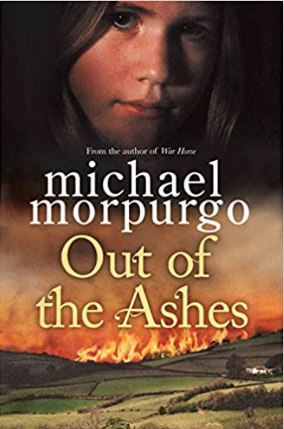 From the author of War Horse
michael
morpurgo
Out of
the Ashes